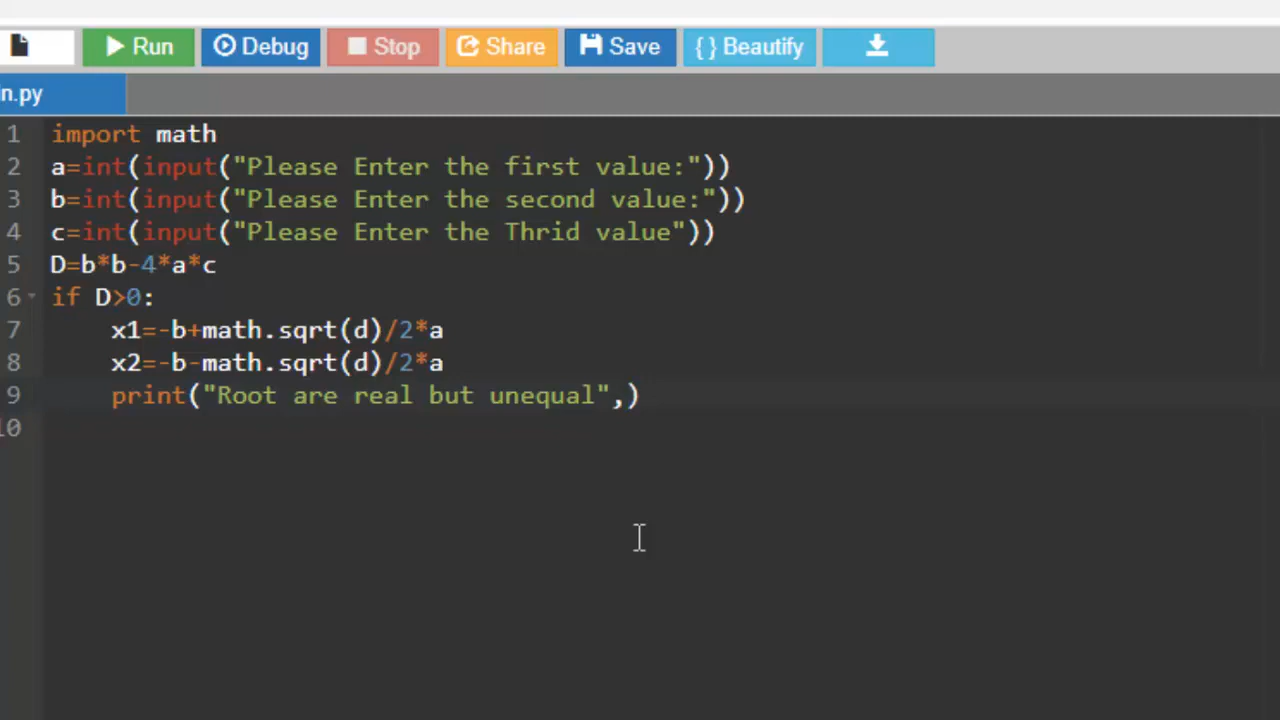 Run Debug Stop Share Save { } Beautify
n.py
1 import math
2 a=int(input("Please Enter the first value:"))
3 b=int(input("Please Enter the second value:"))
4 c=int(input("Please Enter the Thrid value"))
5 D=b*b-4*a*c
6 if D>0:
7 x1=-b+math.sqrt(d)/2*a
8 x2=-b-math.sqrt(d)/2*a
9 print("Root are real but unequal",)
10